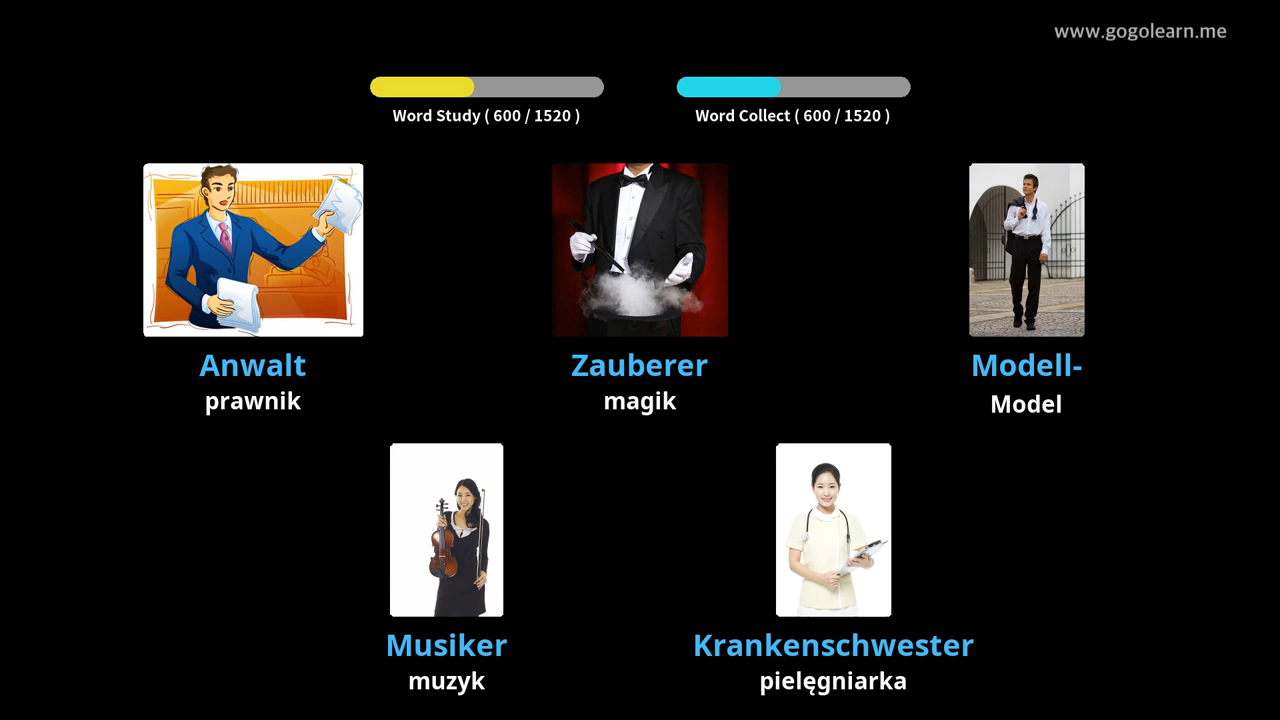 www.gogolearn.me
Word Study ( 600 / 1520 )
Word Collect ( 600 / 1520 )
Anwalt
prawnik
Zauberer
magik
Modell-
Model
Musiker
muzyk
Krankenschwester
pielęgniarka